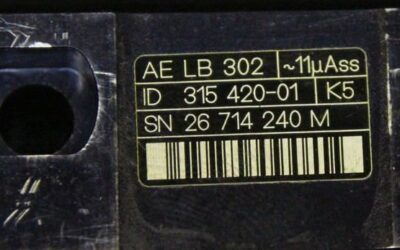 AE LB 302 ~11µAss
ID 315 420-01 K5
SN 26 714 240 M